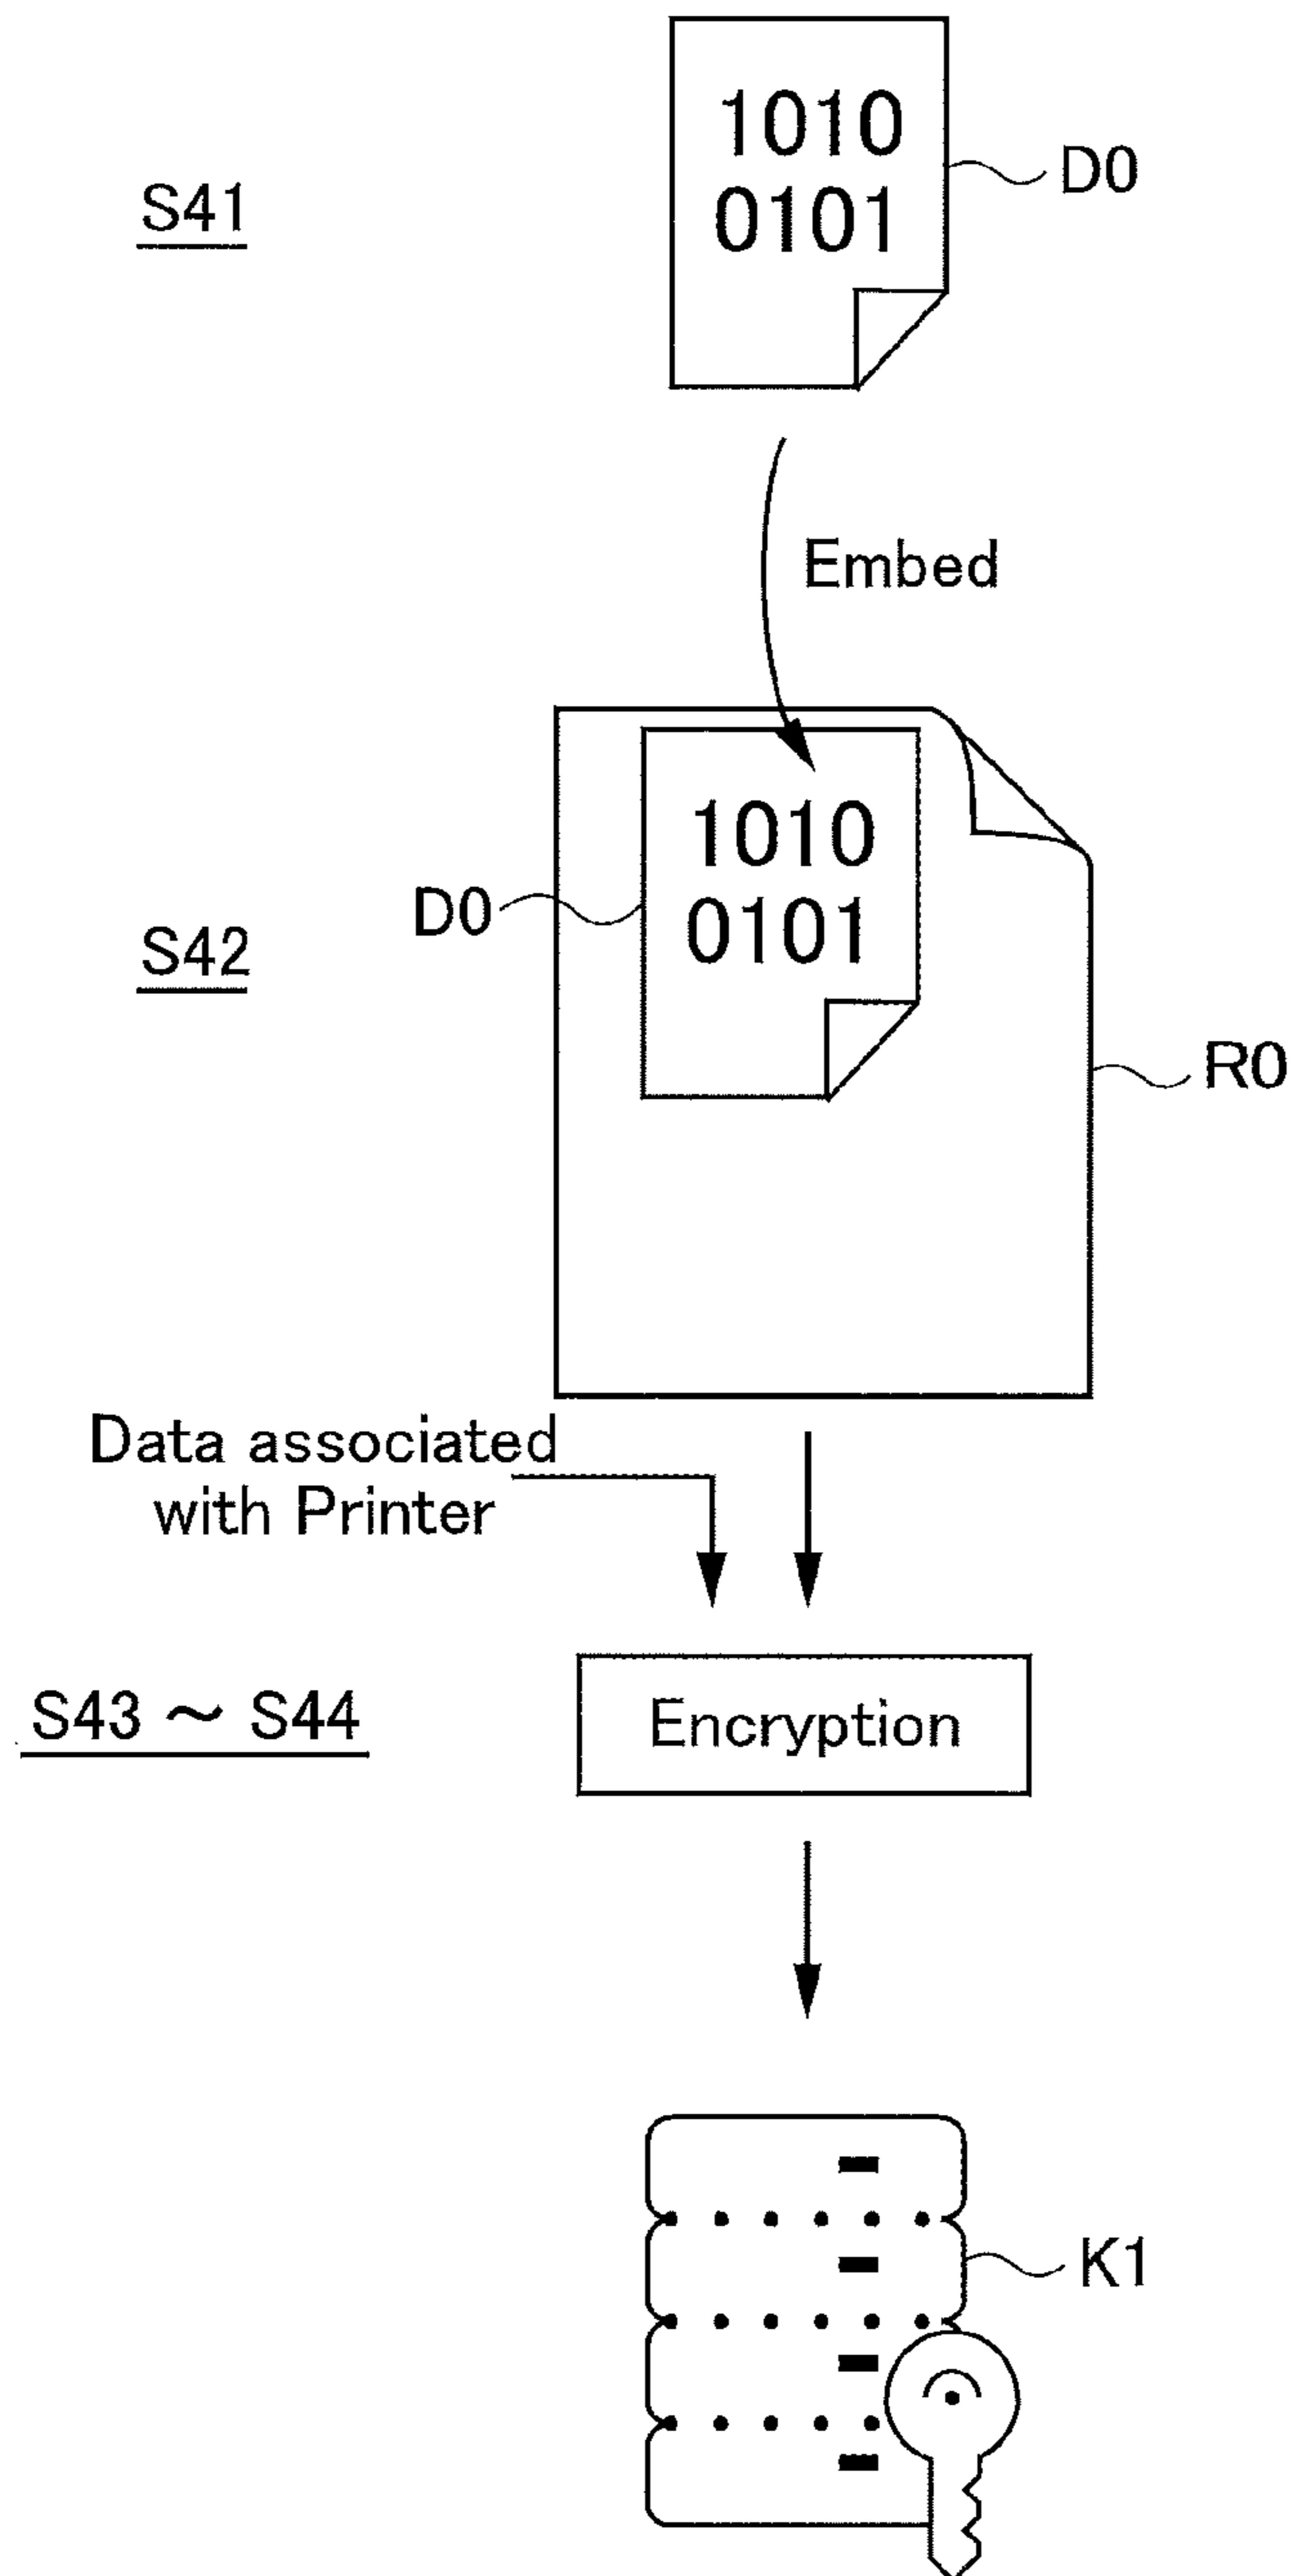 1010
0101
D0
S41
Embed
1010
0101
D0
S42
R0
Data associated
with Printer
S43 ~ S44
Encryption
K1